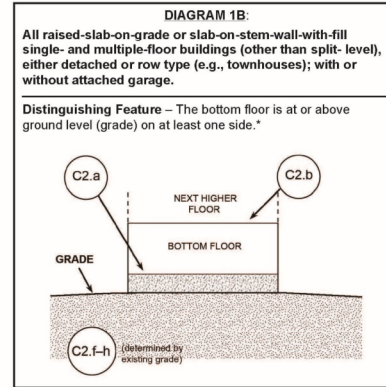 DIAGRAM 1B:
All raised-slab-on-grade or slab-on-stem-wall-with-fill
single- and multiple-floor buildings (other than split- level),
either detached or row type (e.g., townhouses); with or
without attached garage.
Distinguishing Feature – The bottom floor is at or above
ground level (grade) on at least one side.*
C2.a
C2.b
NEXT HIGHER
FLOOR
BOTTOM FLOOR
GRADE
C2.f–h
(determined by
existing grade)